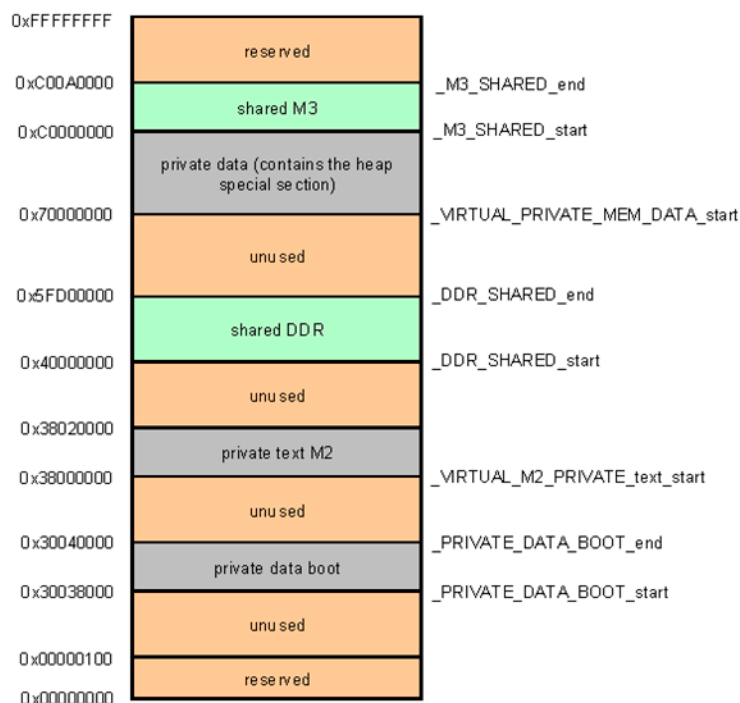 0xFFFFFFFF
reserved
0xC00A0000
_M3_SHARED_end
shared M3
0xC0000000
_M3_SHARED_start
private data (contains the heap
special section)
0x70000000
_VIRTUAL_PRIVATE_MEM_DATA_start
unused
0x5FD00000
_DDR_SHARED_end
shared DDR
0x40000000
_DDR_SHARED_start
unused
0x38020000
private text M2
0x38000000
_VIRTUAL_M2_PRIVATE_text_start
unused
0x30040000
_PRIVATE_DATA_BOOT_end
private data boot
0x30038000
_PRIVATE_DATA_BOOT_start
unused
0x00000100
reserved
0x00000000